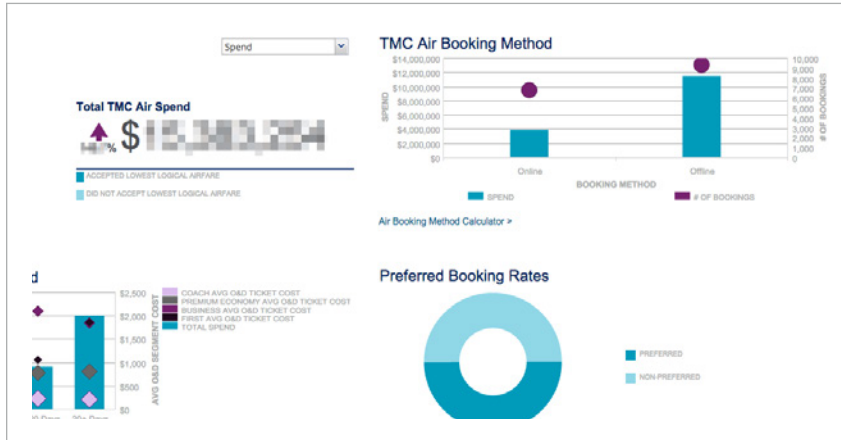 Spend
Total TMC Air Spend
%
$
ACCEPTED LOWEST LOGICAL AIRFARE
DID NOT ACCEPT LOWEST LOGICAL AIRFARE
TMC Air Booking Method
$14,000,000
$12,000,000
$10,000,000
$8,000,000
$6,000,000
$4,000,000
$2,000,000
$0
SPEND
10,000
9,000
8,000
7,000
6,000
5,000
4,000
3,000
2,000
1,000
0
# OF BOOKINGS
Online
Offline
BOOKING METHOD
SPEND
# OF BOOKINGS
Air Booking Method Calculator >
d
$2,500
$2,000
$1,500
$1,000
$500
$0
AVG O&D SEGMENT COST
COACH AVG O&D TICKET COST
PREMIUM ECONOMY AVG O&D TICKET COST
BUSINESS AVG O&D TICKET COST
FIRST AVG O&D TICKET COST
TOTAL SPEND
Preferred Booking Rates
PREFERRED
NON-PREFERRED